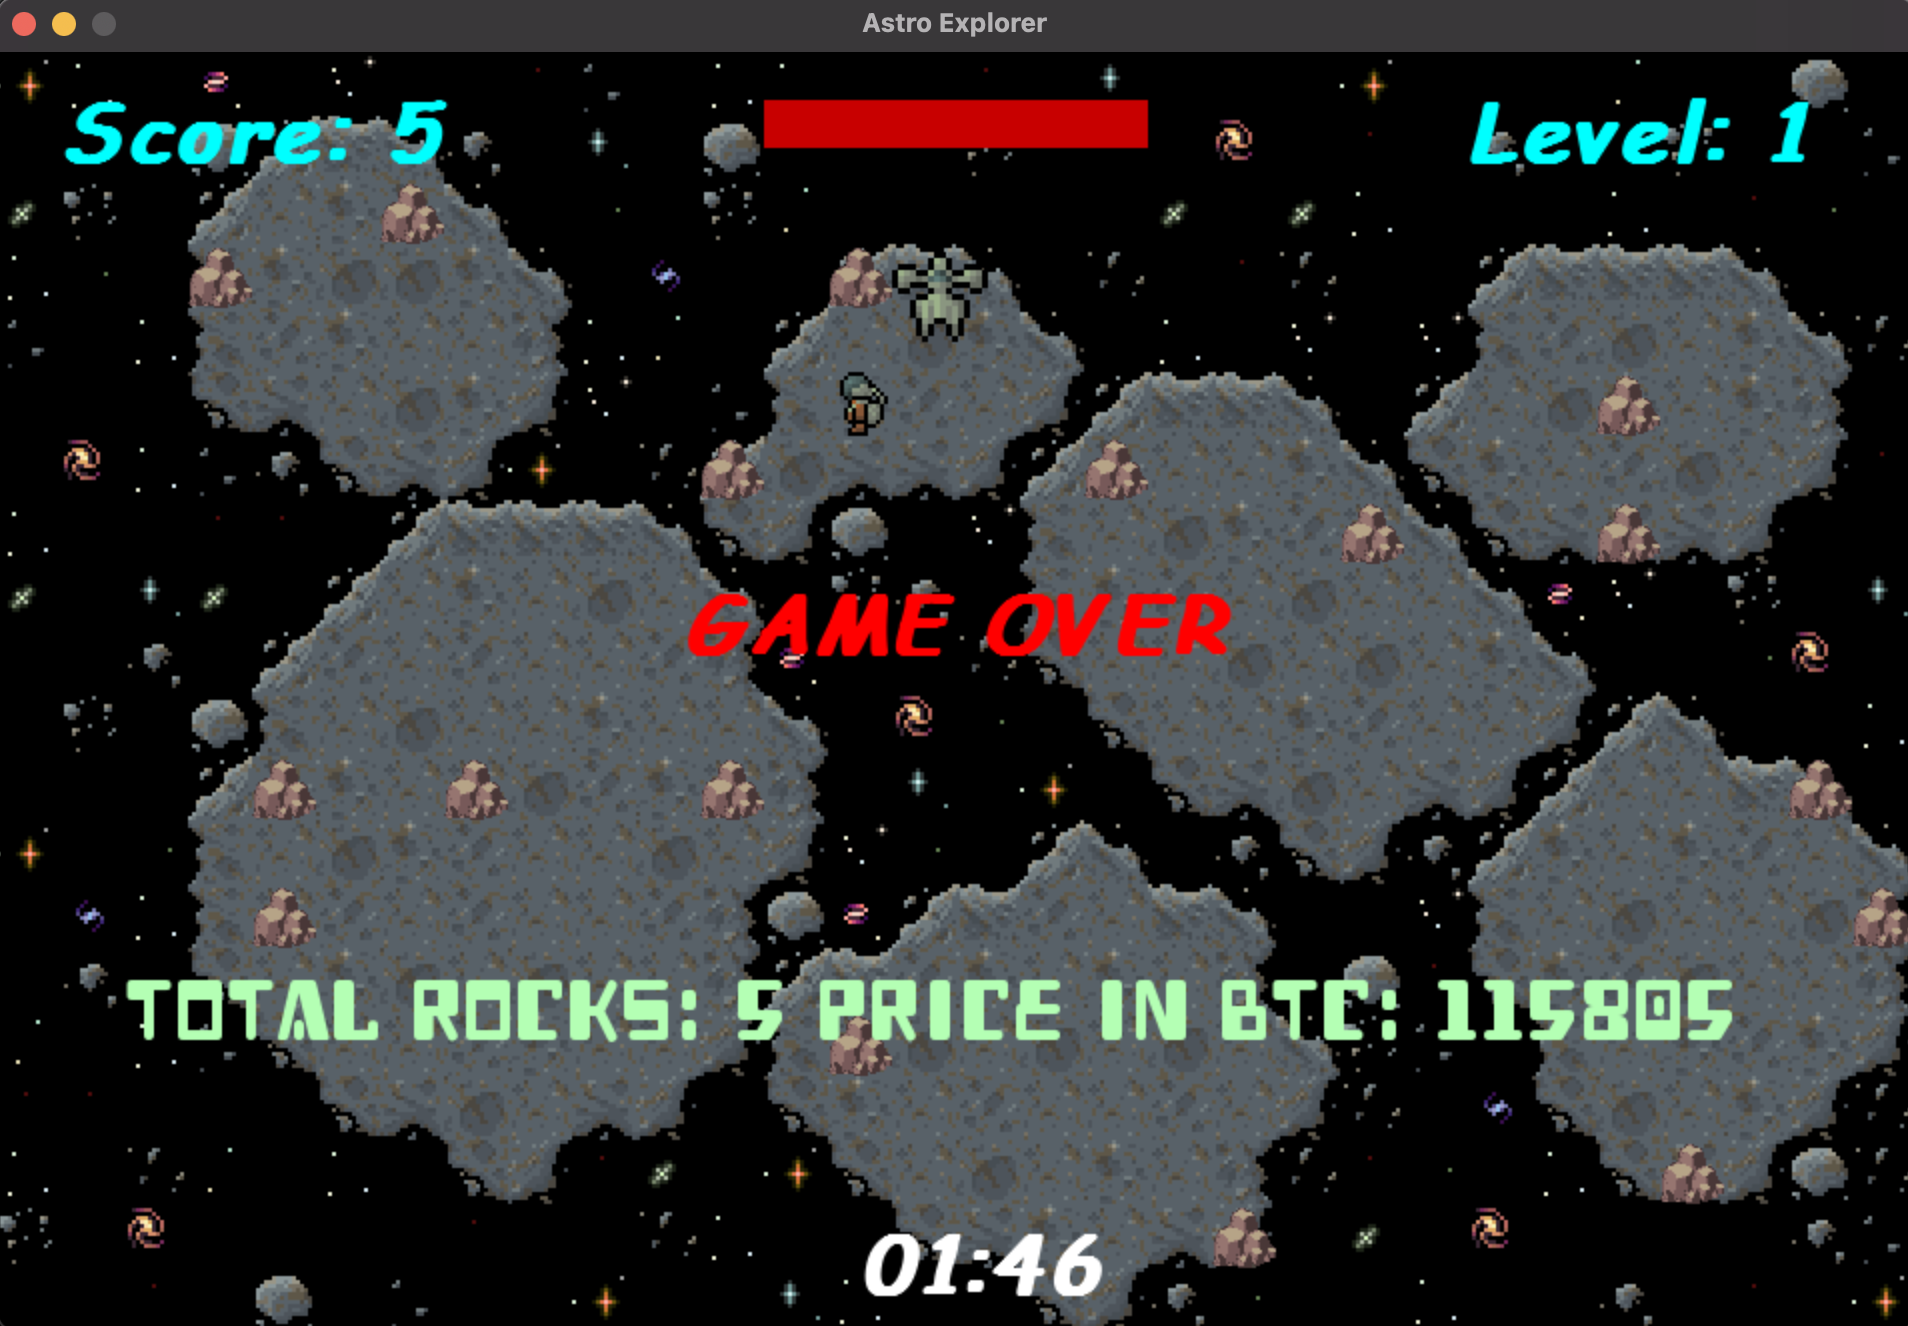 Astro Explorer
Score: 5
Level: 1
GAME OVER
TOTAL ROCKS: 5 PRICE IN BTC: 115805
01:46